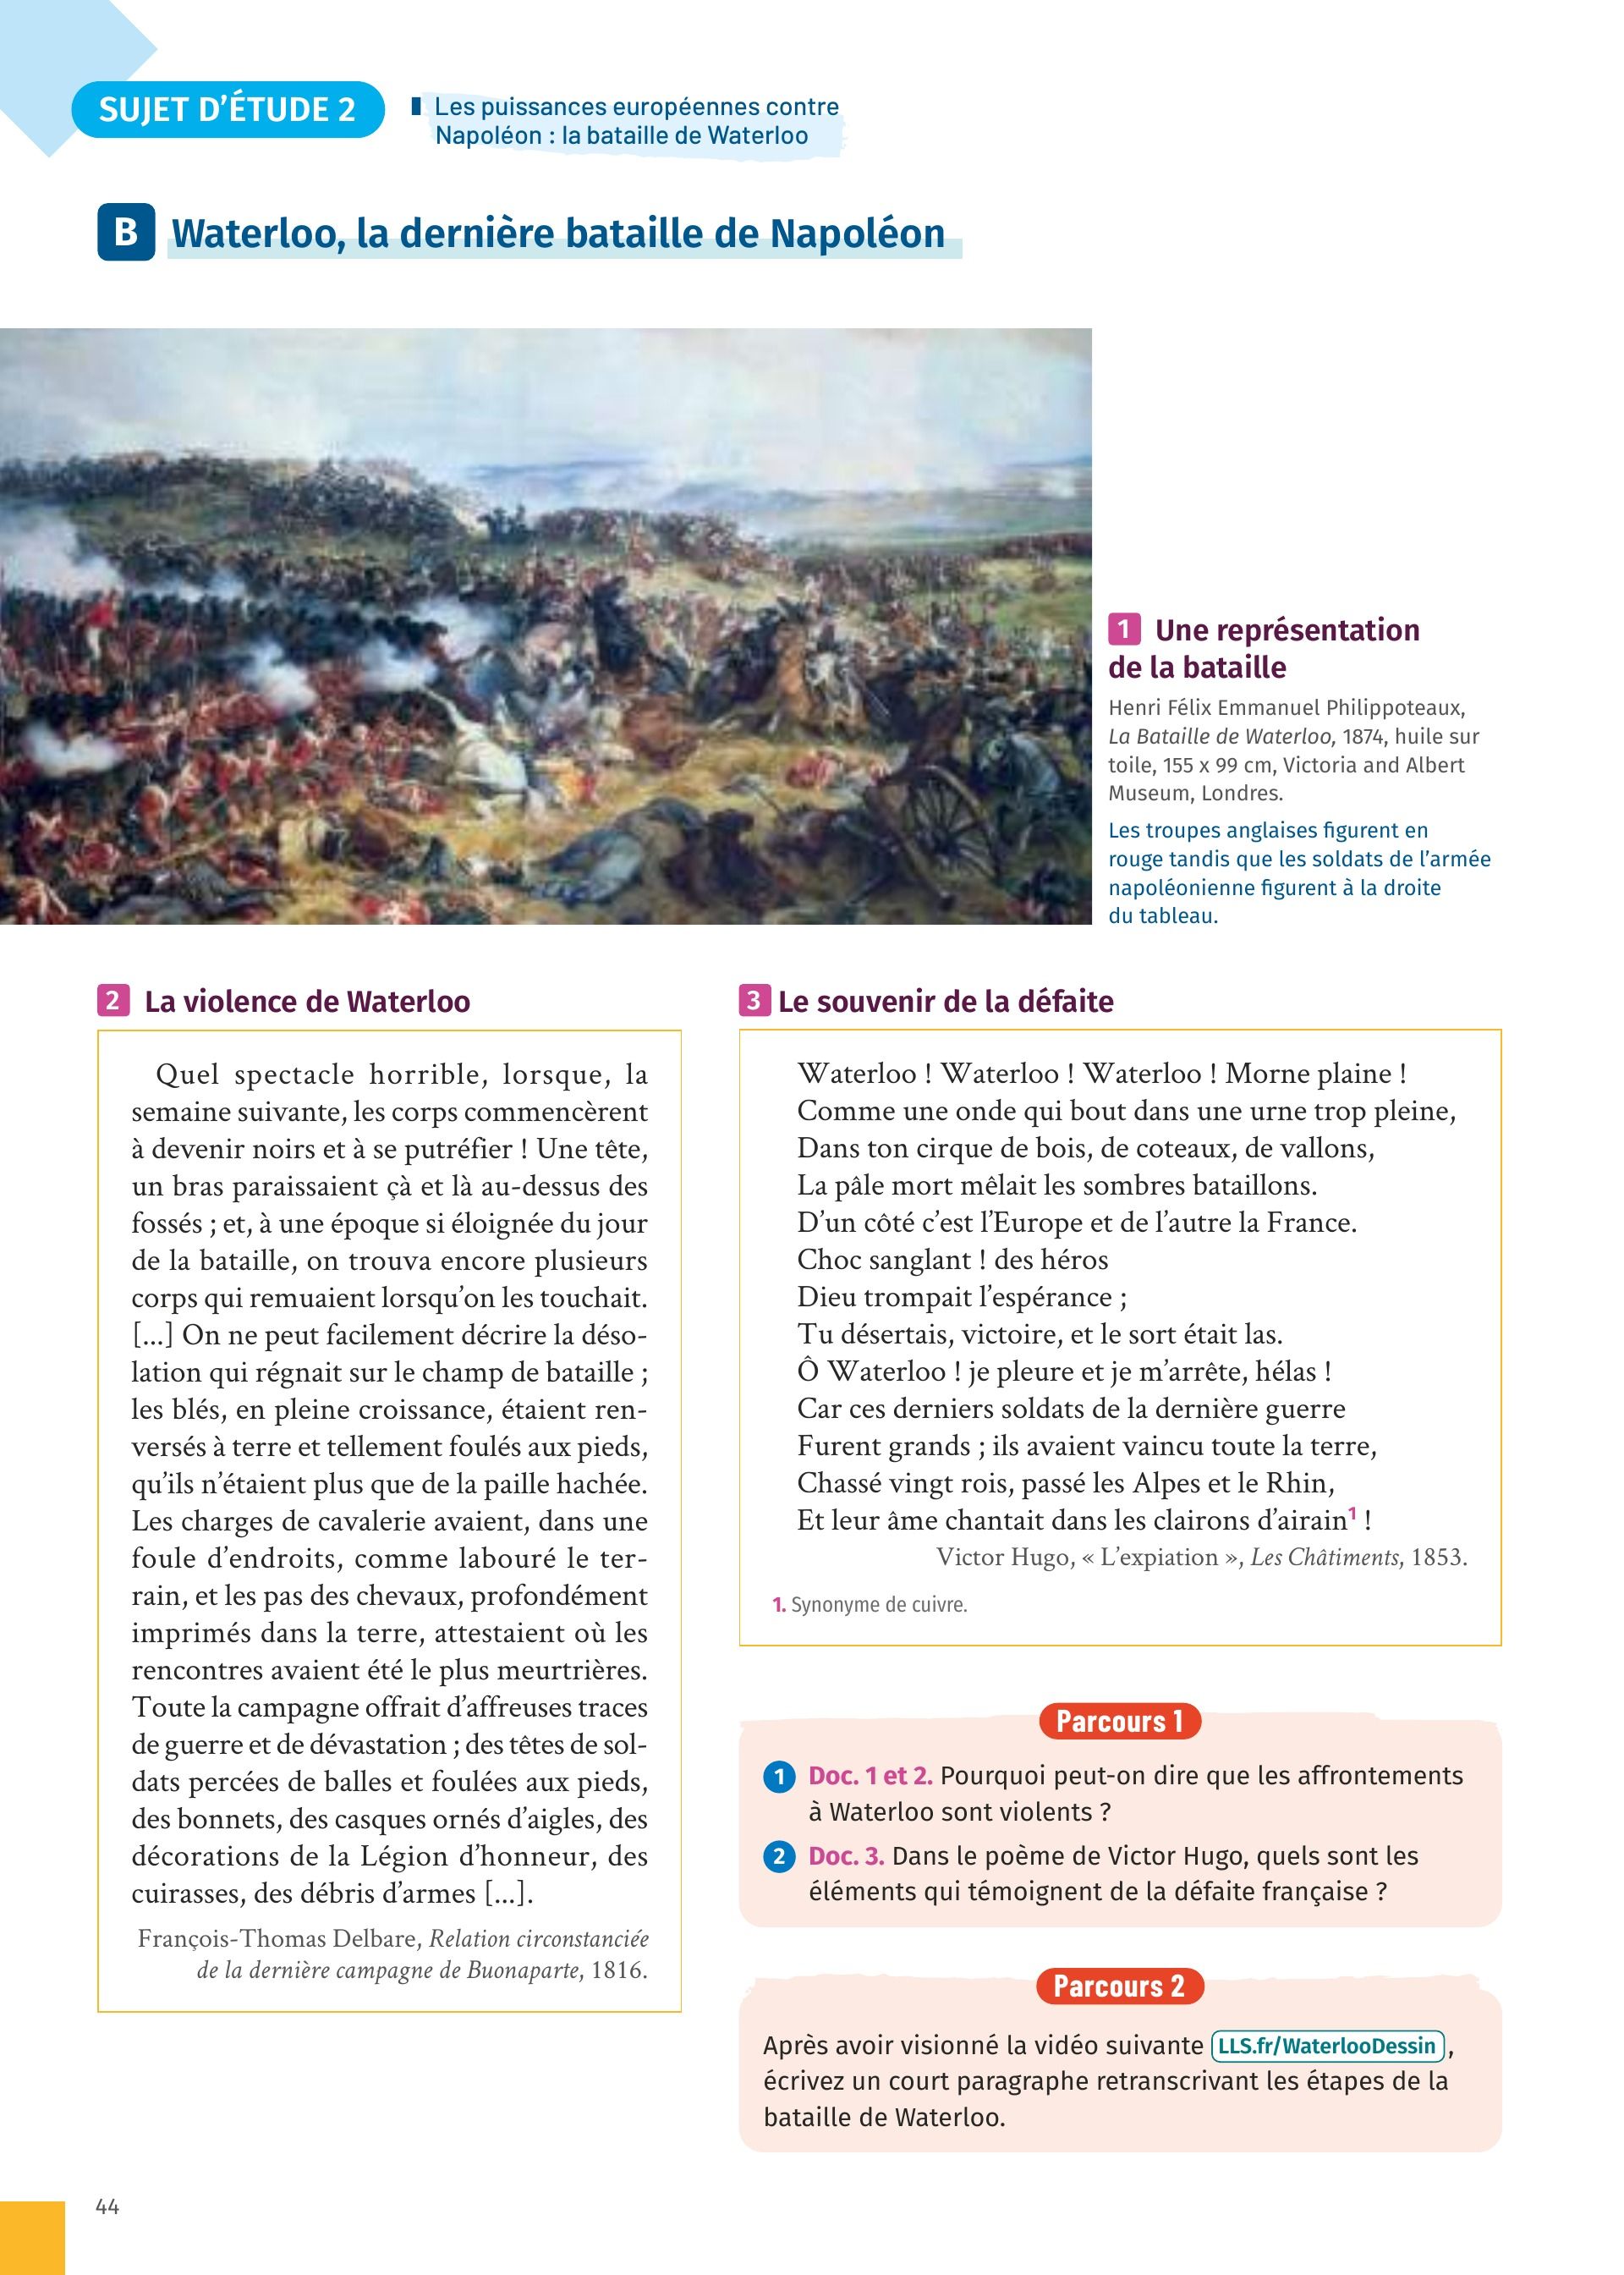 SUJET D'ÉTUDE 2
Les puissances européennes contre
Napoléon : la bataille de Waterloo
B
Waterloo, la dernière bataille de Napoléon
1 Une représentation
de la bataille
Henri Félix Emmanuel Philippoteaux,
La Bataille de Waterloo, 1874, huile sur
toile, 155 x 99 cm, Victoria and Albert
Museum, Londres.
Les troupes anglaises figurent en
rouge tandis que les soldats de l'armée
napoléonienne figurent à la droite
du tableau.
2 La violence de Waterloo
Quel spectacle horrible, lorsque, la
semaine suivante, les corps commencèrent
à devenir noirs et à se putréfier ! Une tête,
un bras paraissaient çà et là au-dessus des
fossés ; et, à une époque si éloignée du jour
de la bataille, on trouva encore plusieurs
corps qui remuaient lorsqu'on les touchait.
[...] On ne peut facilement décrire la déso-
lation qui régnait sur le champ de bataille ;
les blés, en pleine croissance, étaient ren-
versés à terre et tellement foulés aux pieds,
qu'ils n'étaient plus que de la paille hachée.
Les charges de cavalerie avaient, dans une
foule d'endroits, comme labouré le ter-
rain, et les pas des chevaux, profondément
imprimés dans la terre, attestaient où les
rencontres avaient été le plus meurtrières.
Toute la campagne offrait d'affreuses traces
de guerre et de dévastation ; des têtes de sol-
dats percées de balles et foulées aux pieds,
des bonnets, des casques ornés d'aigles, des
décorations de la Légion d'honneur, des
cuirasses, des débris d'armes [...].
François-Thomas Delbare, Relation circonstanciée
de la dernière campagne de Buonaparte, 1816.
3 Le souvenir de la défaite
Waterloo ! Waterloo ! Waterloo ! Morne plaine !
Comme une onde qui bout dans une urne trop pleine,
Dans ton cirque de bois, de coteaux, de vallons,
La pâle mort mêlait les sombres bataillons.
D'un côté c'est l'Europe et de l'autre la France.
Choc sanglant ! des héros
Dieu trompait l'espérance ;
Tu désertais, victoire, et le sort était las.
Ô Waterloo ! je pleure et je m'arrête, hélas !
Car ces derniers soldats de la dernière guerre
Furent grands ; ils avaient vaincu toute la terre,
Chassé vingt rois, passé les Alpes et le Rhin,
Et leur âme chantait dans les clairons d'airain1 !
Victor Hugo, « L'expiation », Les Châtiments, 1853.
1. Synonyme de cuivre.
Parcours 1
1 Doc. 1 et 2. Pourquoi peut-on dire que les affrontements
à Waterloo sont violents ?
2 Doc. 3. Dans le poème de Victor Hugo, quels sont les
éléments qui témoignent de la défaite française ?
Parcours 2
Après avoir visionné la vidéo suivante LLS.fr/WaterlooDessin,
écrivez un court paragraphe retranscrivant les étapes de la
bataille de Waterloo.
44